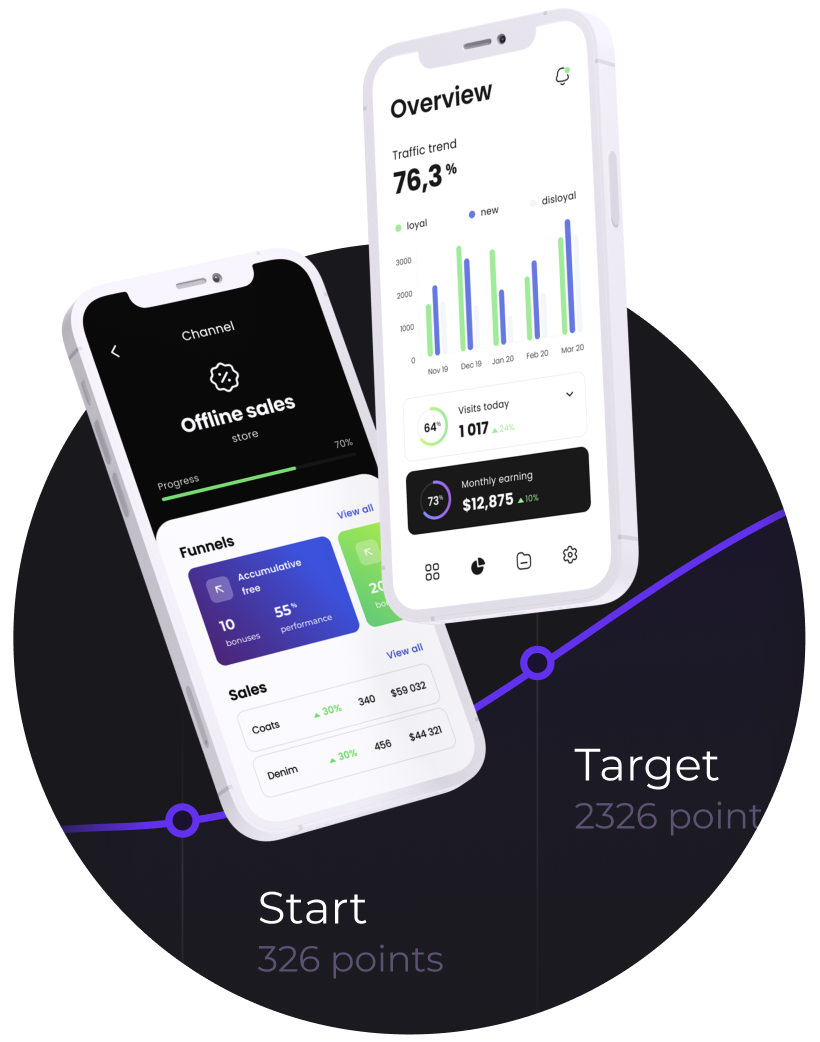 Overview
Traffic trend
76,3 %
loyal
new
disloyal
3000
2000
1000
0
Nov 19
Dec 19
Jan 20
Feb 20
Mar 20
64%
Visits today
1 017 ▲24%
73%
Monthly earning
$12,875 ▲10%
Channel
Offline sales
store
Progress
70%
Funnels
View all
Accumulative
free
10
bonuses
55%
performance
20
Sales
View all
Coats ▲30% 340 $59 032
Denim ▲30% 456 $44 321
Target
2326 point
Start
326 points